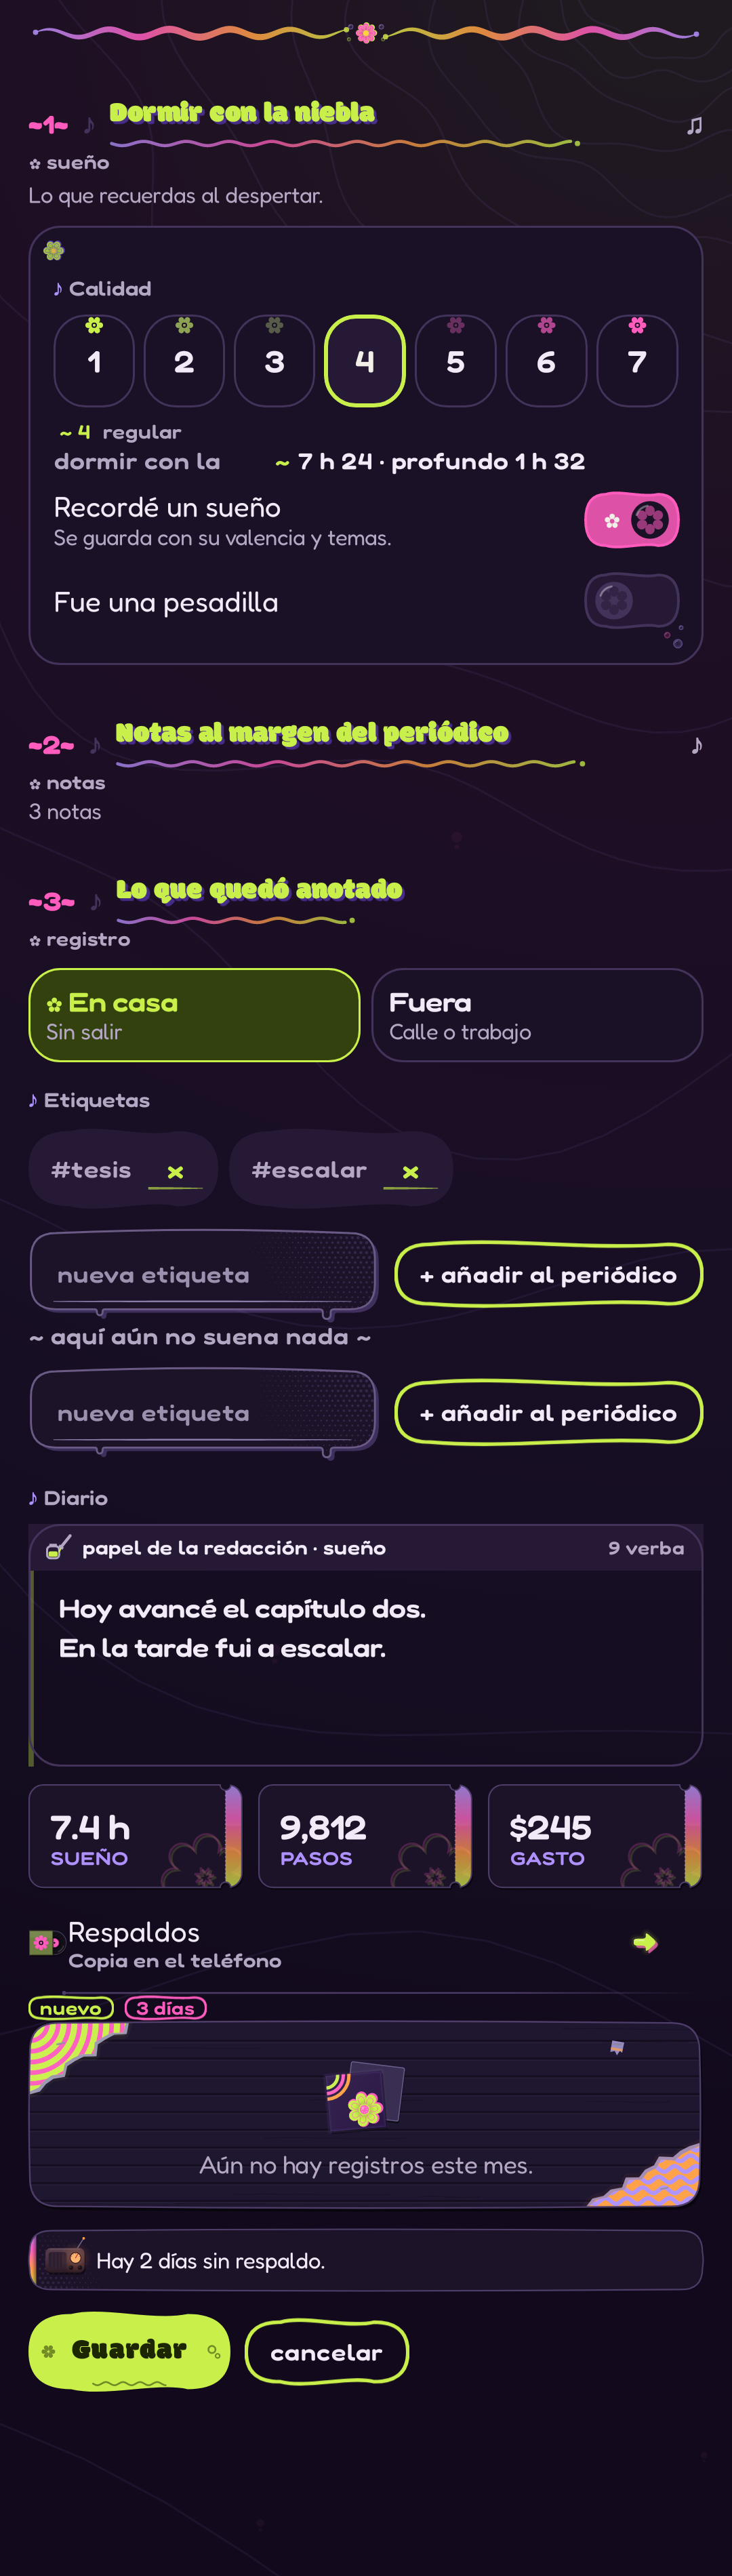 ~1~ ♪ Dormir con la niebla ♫
✿ sueño
Lo que recuerdas al despertar.
♪ Calidad
1 2 3 4 5 6 7
~ 4 regular
dormir con la ~ 7 h 24 · profundo 1 h 32
Recordé un sueño
Se guarda con su valencia y temas.
Fue una pesadilla
~2~ ♪ Notas al margen del periódico ♪
✿ notas
3 notas
~3~ ♪ Lo que quedó anotado
✿ registro
✿ En casa
Sin salir
Fuera
Calle o trabajo
♪ Etiquetas
#tesis × #escalar ×
nueva etiqueta + añadir al periódico
~ aquí aún no suena nada ~
nueva etiqueta + añadir al periódico
♪ Diario
papel de la redacción · sueño 9 verba
Hoy avancé el capítulo dos.
En la tarde fui a escalar.
7.4 h
SUEÑO
9,812
PASOS
$245
GASTO
Respaldos
Copia en el teléfono
nuevo 3 días
Aún no hay registros este mes.
Hay 2 días sin respaldo.
Guardar cancelar